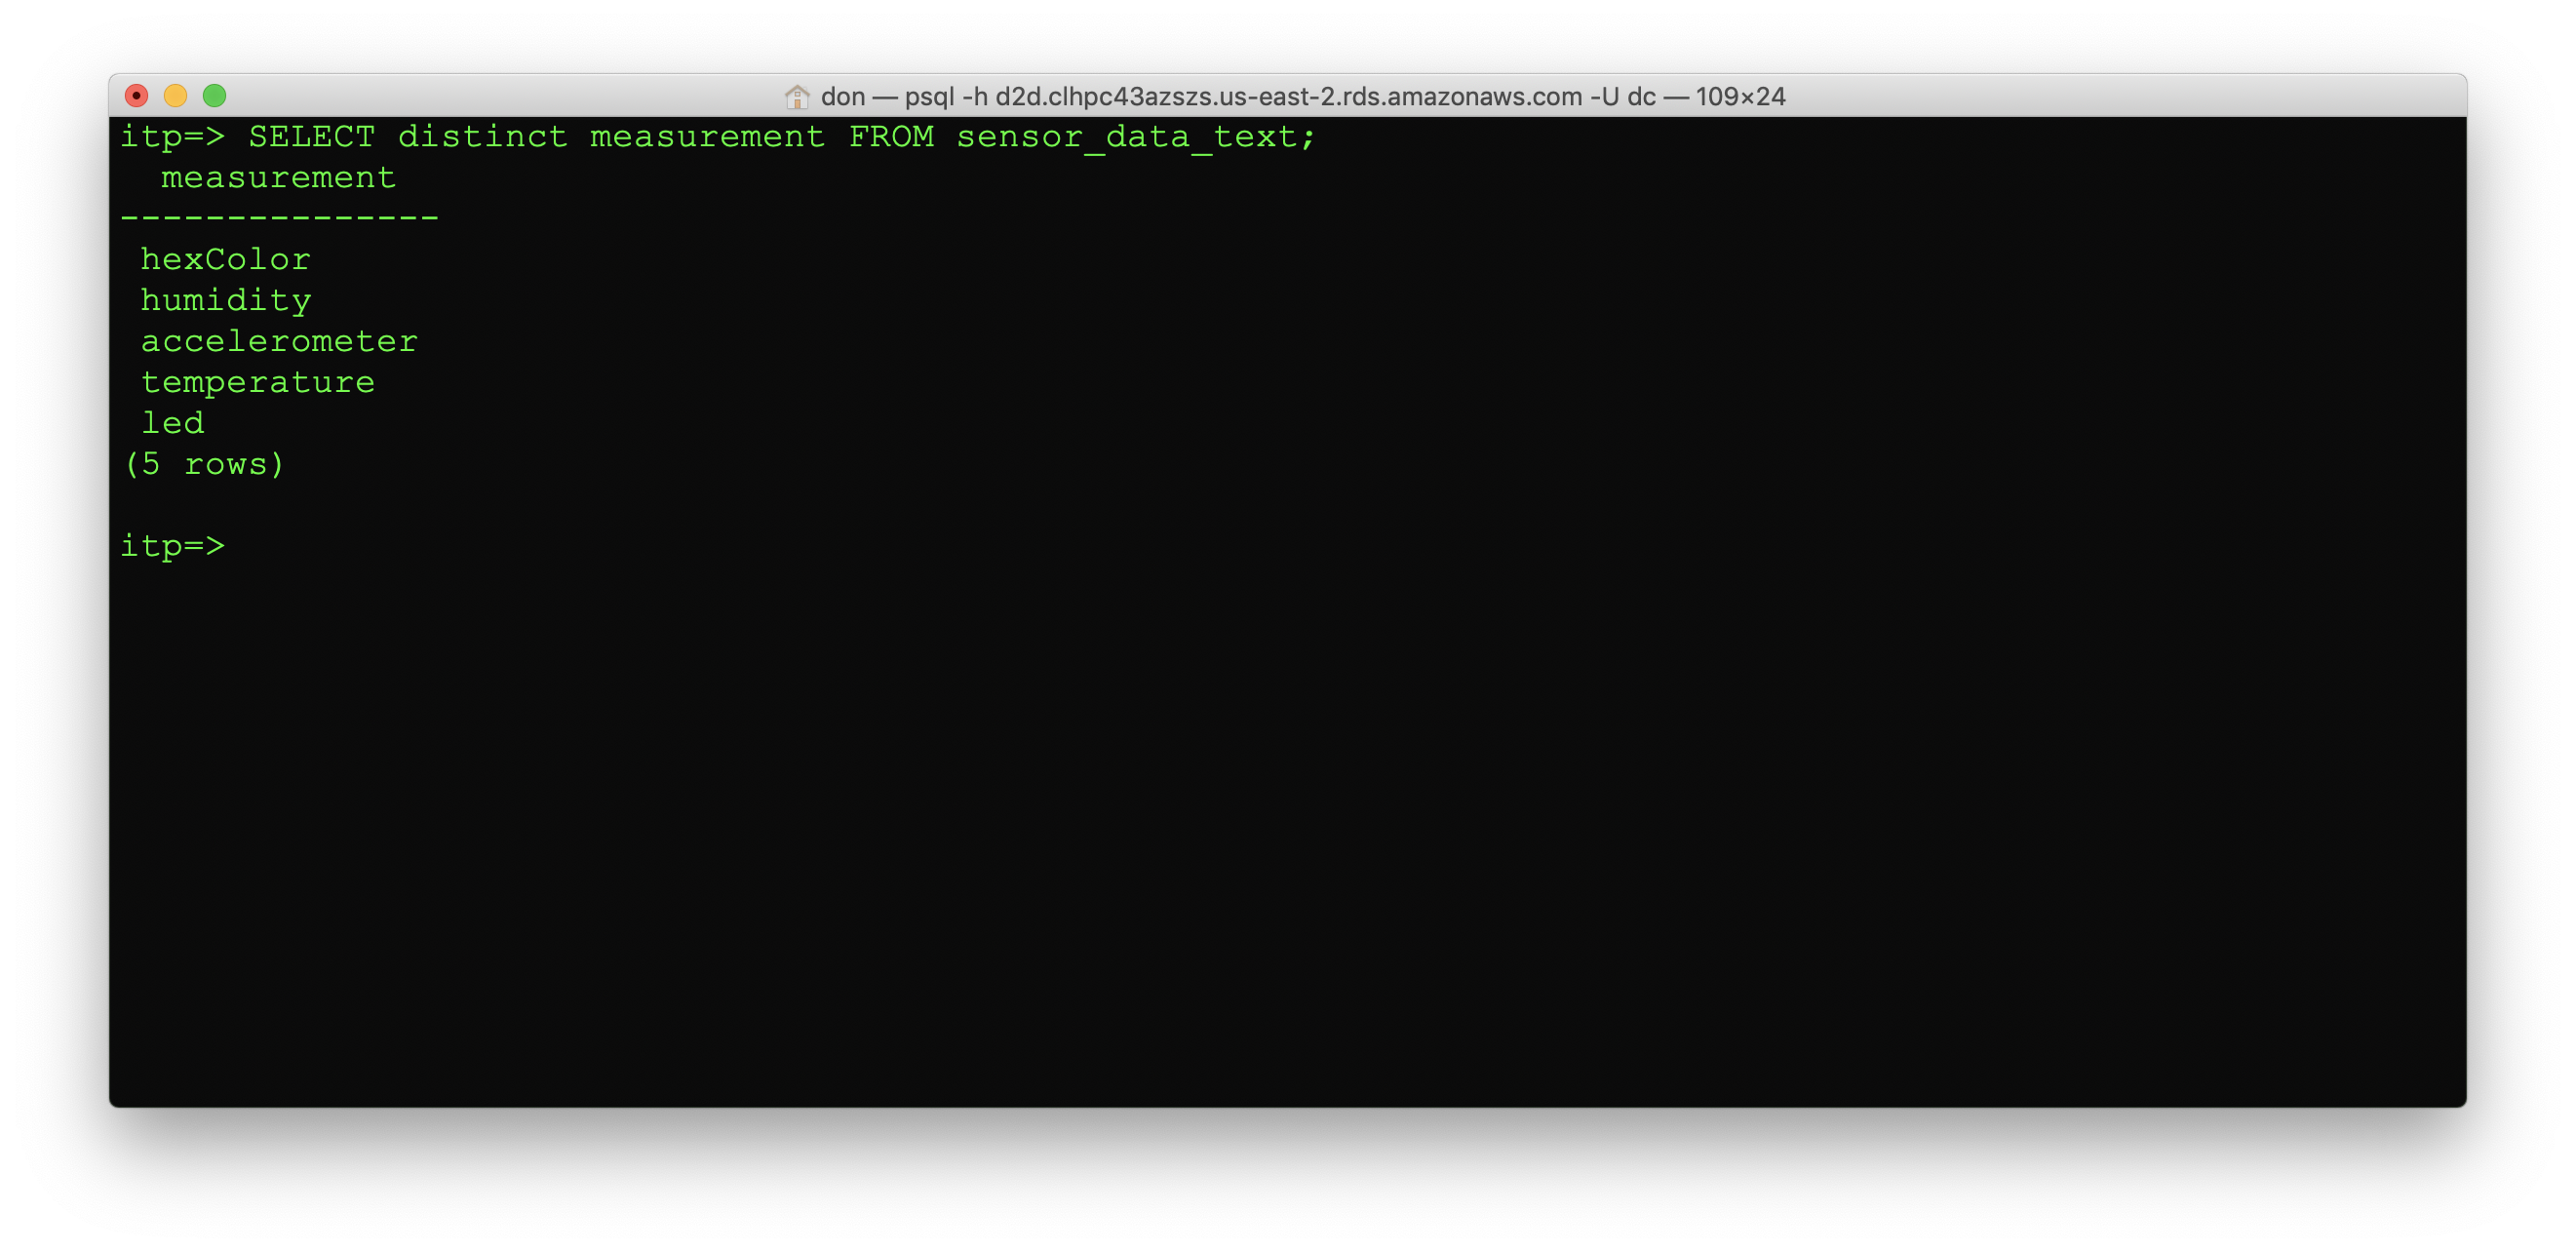 don — psql -h d2d.clhpc43azszs.us-east-2.rds.amazonaws.com -U dc — 109×24
itp=> SELECT distinct measurement FROM sensor_data_text;
  measurement
---------------
 hexColor
 humidity
 accelerometer
 temperature
 led
(5 rows)

itp=>